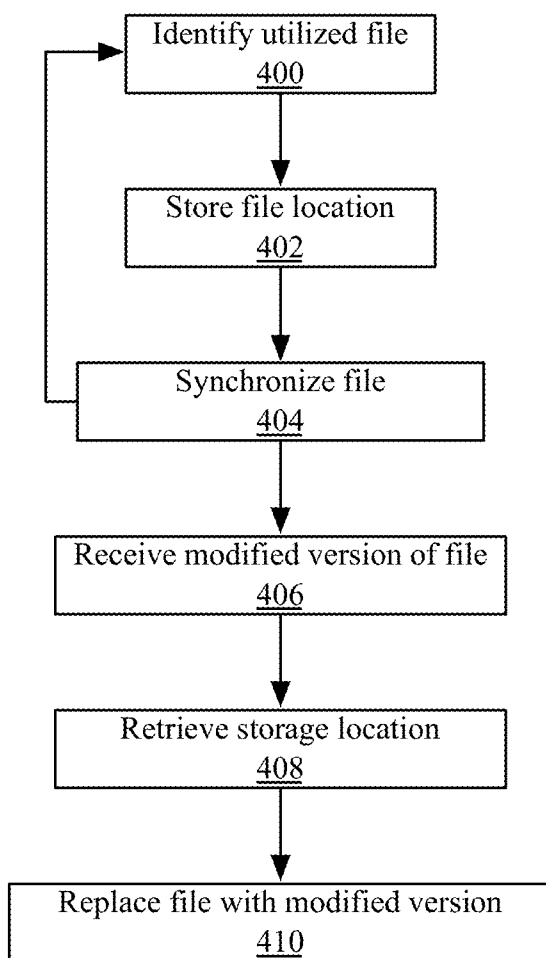 Identify utilized file
400
Store file location
402
Synchronize file
404
Receive modified version of file
406
Retrieve storage location
408
Replace file with modified version
410